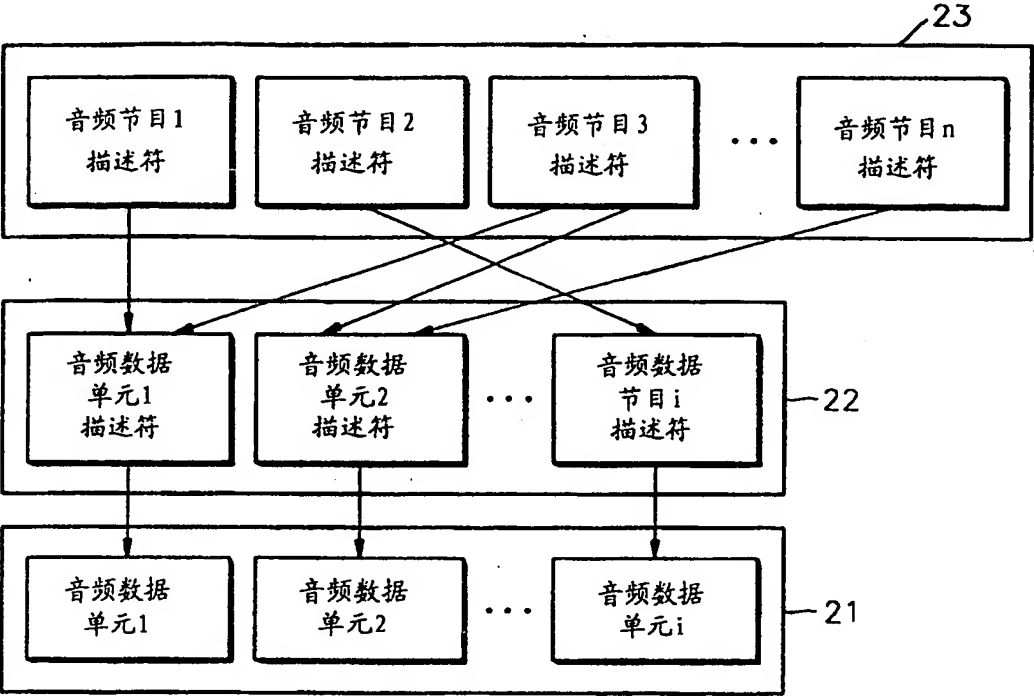 23
音频节目1
描述符
音频节目2
描述符
音频节目3
描述符
...
音频节目n
描述符
音频数据
单元1
描述符
音频数据
单元2
描述符
...
音频数据
节目i
描述符
22
音频数据
单元1
音频数据
单元2
...
音频数据
单元i
21